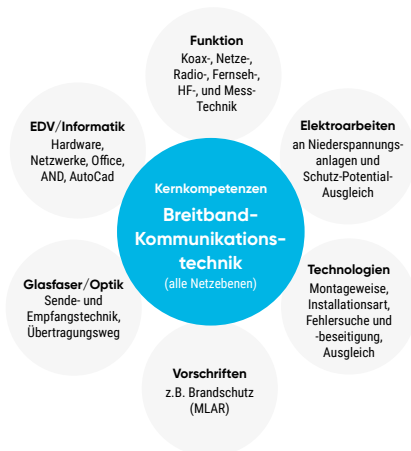 Funktion
Koax-, Netze-,
Radio-, Fernseh-,
HF-, und Mess-
Technik
EDV/Informatik
Hardware,
Netzwerke, Office,
AND, AutoCad
Elektroarbeiten
an Niederspannungs-
anlagen und
Schutz-Potential-
Ausgleich
Kernkompetenzen
Breitband-
Kommunikations-
technik
(alle Netzebenen)
Glasfaser/Optik
Sende- und
Empfangstechnik,
Übertragungsweg
Technologien
Montageweise,
Installationsart,
Fehlersuche und
-beseitigung,
Ausgleich
Vorschriften
z.B. Brandschutz
(MLAR)